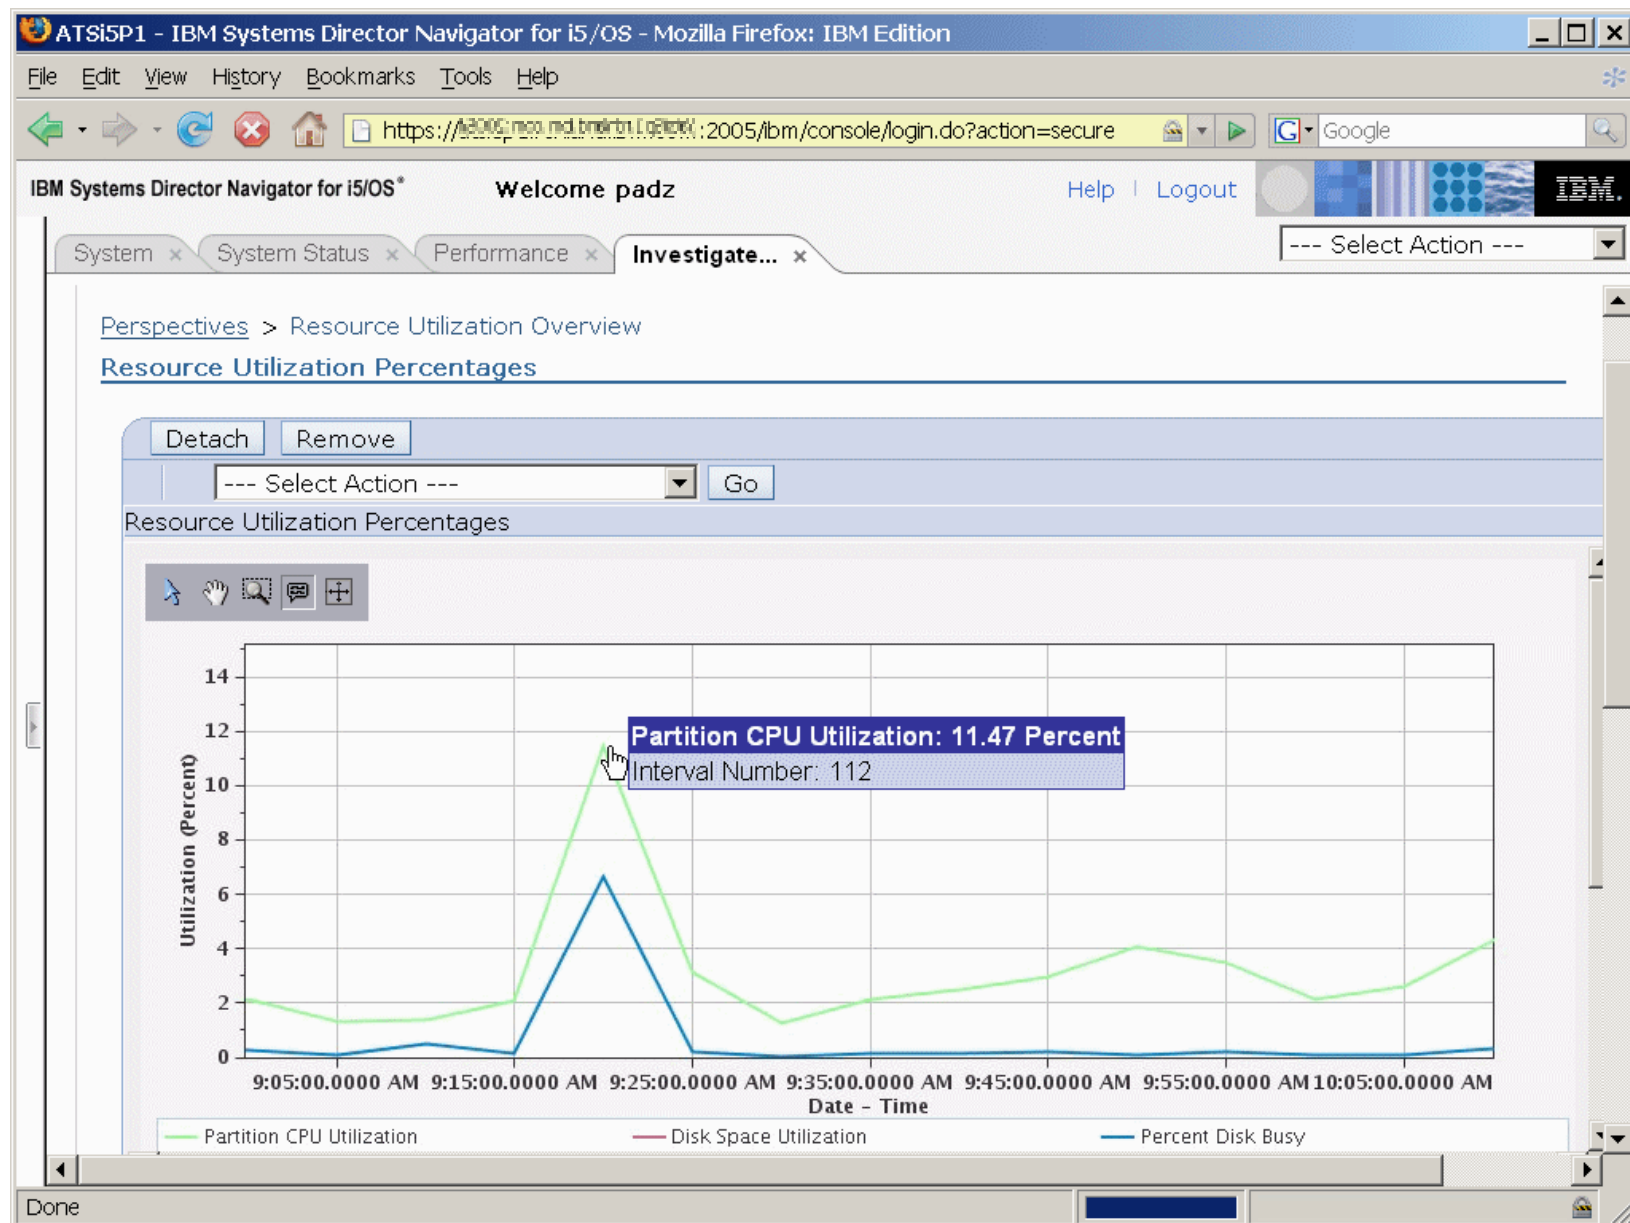 ATSi5P1 - IBM Systems Director Navigator for i5/OS - Mozilla Firefox: IBM Edition
File Edit View History Bookmarks Tools Help
https:// :2005/ibm/console/login.do?action=secure
G Google
IBM Systems Director Navigator for i5/OS®
Welcome padz
Help | Logout
IBM.
System × System Status × Performance × Investigate... ×
--- Select Action ---
Perspectives > Resource Utilization Overview
Resource Utilization Percentages
Detach Remove
--- Select Action --- Go
Resource Utilization Percentages
14
12
10
8
6
4
2
0
Utilization (Percent)
Partition CPU Utilization: 11.47 Percent
Interval Number: 112
9:05:00.0000 AM 9:15:00.0000 AM 9:25:00.0000 AM 9:35:00.0000 AM 9:45:00.0000 AM 9:55:00.0000 AM 10:05:00.0000 AM
Date - Time
Partition CPU Utilization Disk Space Utilization Percent Disk Busy
Done